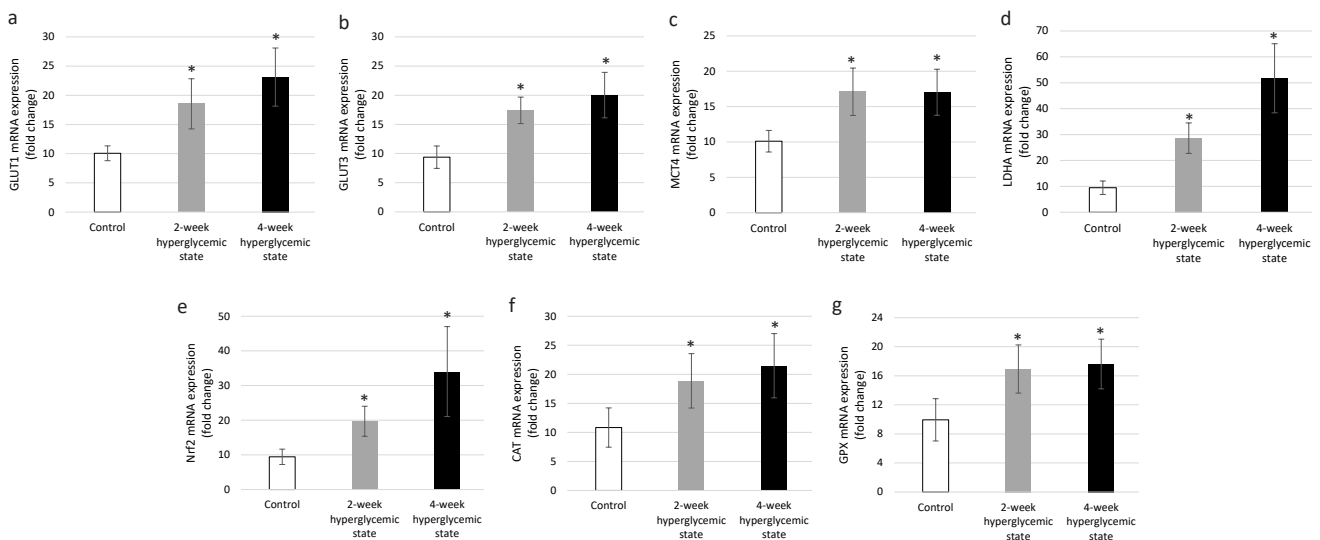 a
GLUT1 mRNA expression
(fold change)
30
25
20
15
10
5
0
*
*
Control
2-week
hyperglycemic
state
4-week
hyperglycemic
state
b
GLUT3 mRNA expression
(fold change)
30
25
20
15
10
5
0
*
*
Control
2-week
hyperglycemic
state
4-week
hyperglycemic
state
c
MCT4 mRNA expression
(fold change)
25
20
15
10
5
0
*
*
Control
2-week
hyperglycemic
state
4-week
hyperglycemic
state
d
LDHA mRNA expression
(fold change)
70
60
50
40
30
20
10
0
*
*
Control
2-week
hyperglycemic
state
4-week
hyperglycemic
state
e
Nrf2 mRNA expression
(fold change)
50
40
30
20
10
0
*
*
Control
2-week
hyperglycemic
state
4-week
hyperglycemic
state
f
CAT mRNA expression
(fold change)
30
25
20
15
10
5
0
*
*
Control
2-week
hyperglycemic
state
4-week
hyperglycemic
state
g
GPX mRNA expression
(fold change)
24
20
16
12
8
4
0
*
*
Control
2-week
hyperglycemic
state
4-week
hyperglycemic
state